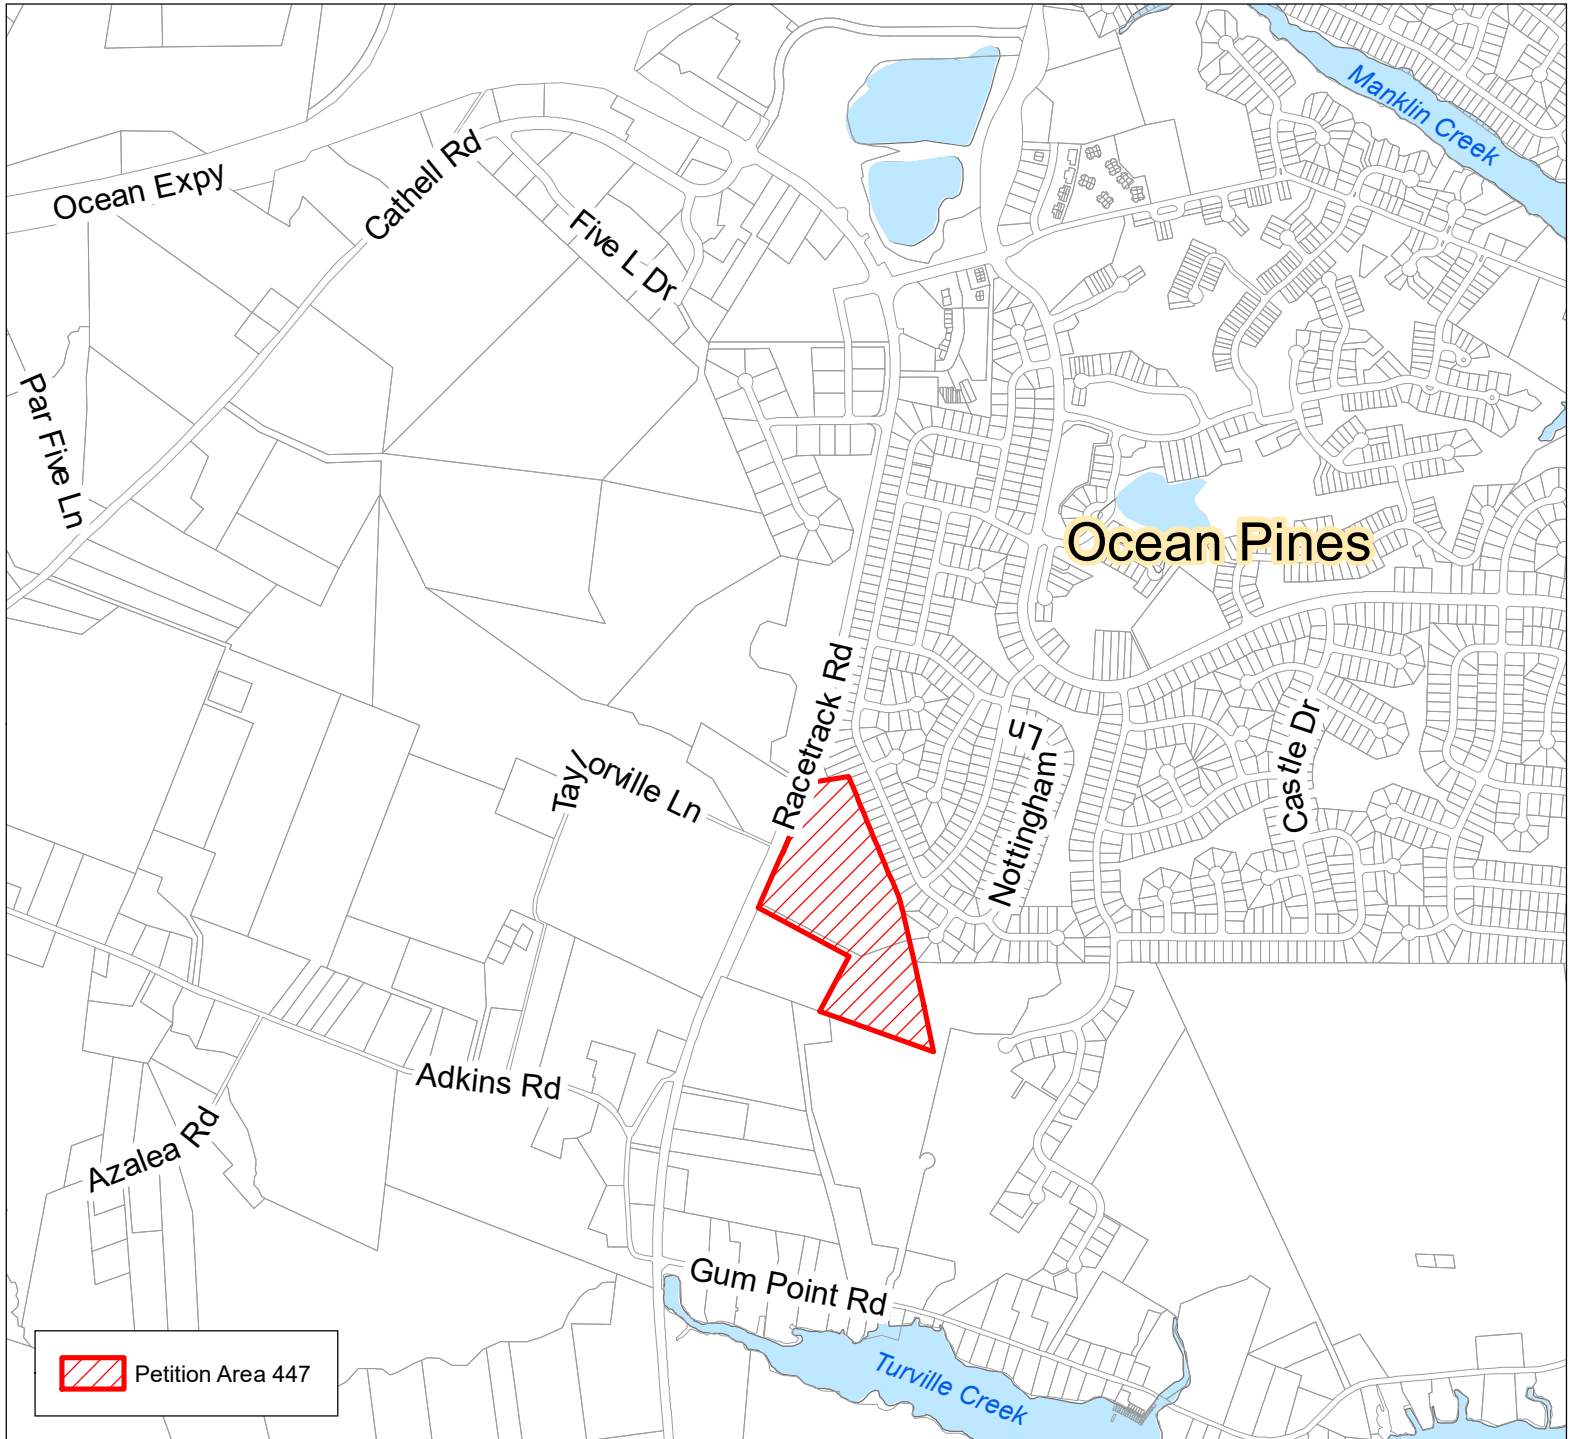 Manklin Creek
Ocean Expy
Cathell Rd
Five L Dr
Par Five Ln
Ocean Pines
Racetrack Rd
Castle Dr
Nottingham Ln
Taylorville Ln
Adkins Rd
Azalea Rd
Gum Point Rd
Turville Creek
Petition Area 447